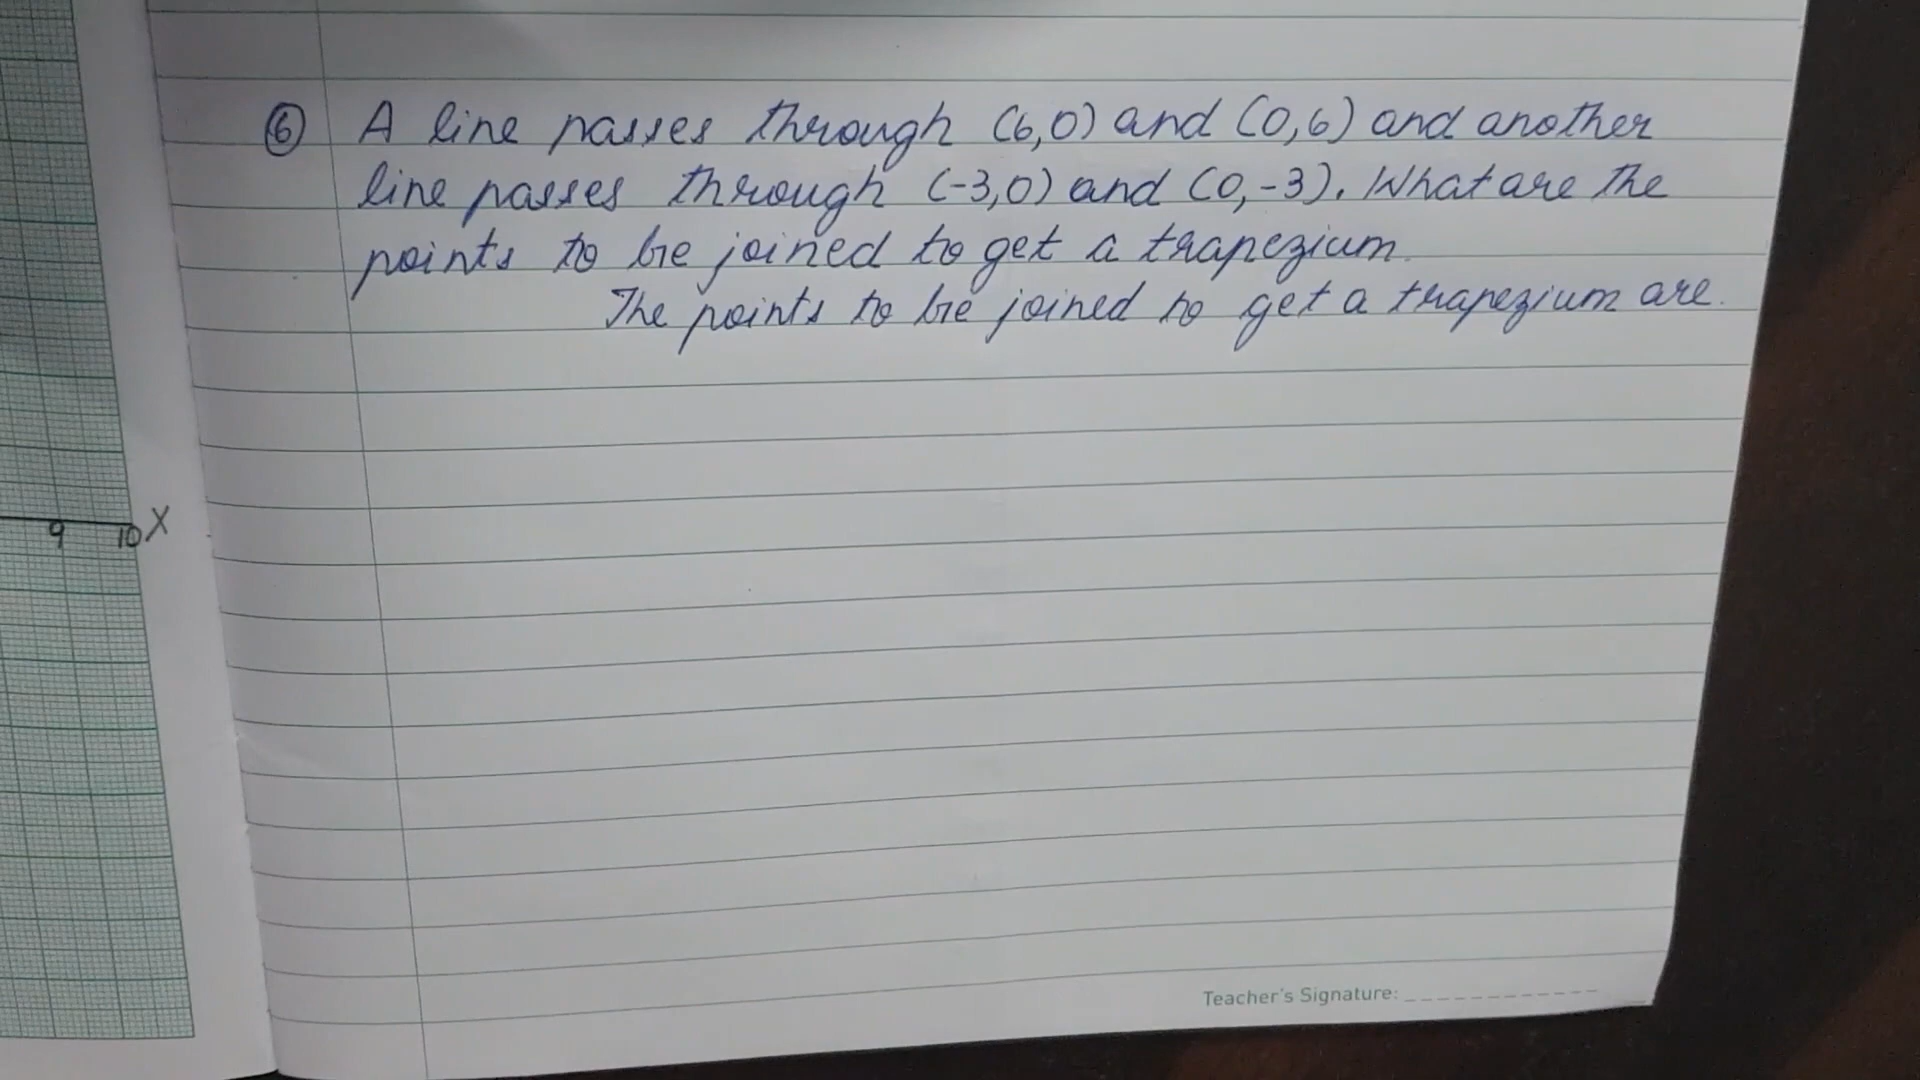 9 10 X
⑥ A line passes through (6,0) and (0,6) and another
line passes through (-3,0) and (0,-3). What are the
points to be joined to get a trapezium.
The points to be joined to get a trapezium are.
Teacher's Signature: _ _ _ _ _ _ _ _ _ _ _ _